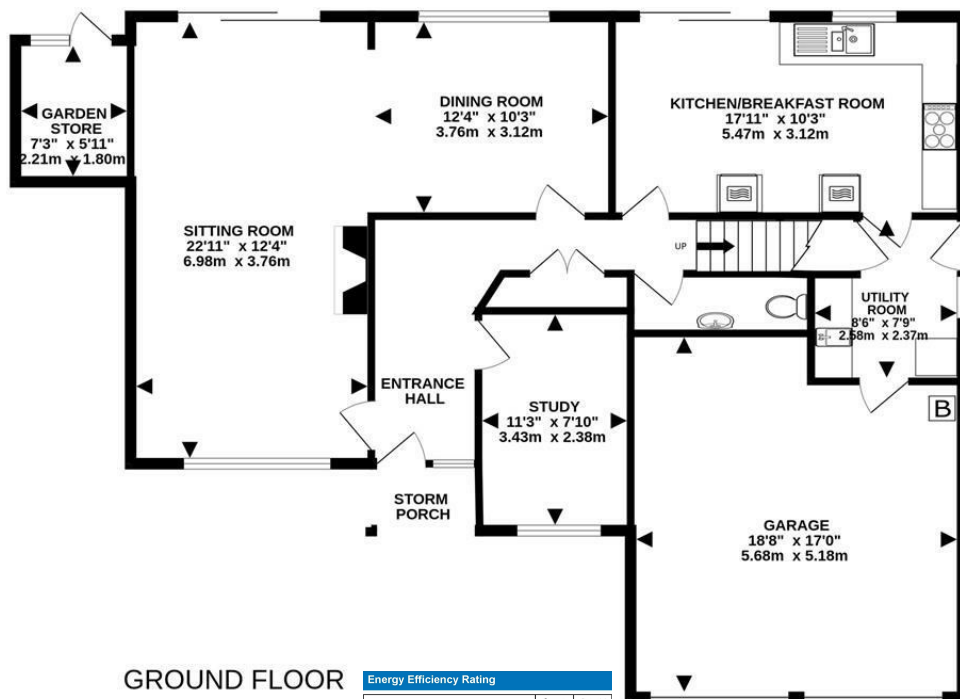 GARDEN
STORE
7'3" x 5'11"
2.21m x 1.80m
SITTING ROOM
22'11" x 12'4"
6.98m x 3.76m
DINING ROOM
12'4" x 10'3"
3.76m x 3.12m
KITCHEN/BREAKFAST ROOM
17'11" x 10'3"
5.47m x 3.12m
UP
UTILITY
ROOM
8'6" x 7'9"
2.58m x 2.37m
ENTRANCE
HALL
STUDY
11'3" x 7'10"
3.43m x 2.38m
B
STORM
PORCH
GARAGE
18'8" x 17'0"
5.68m x 5.18m
GROUND FLOOR
Energy Efficiency Rating